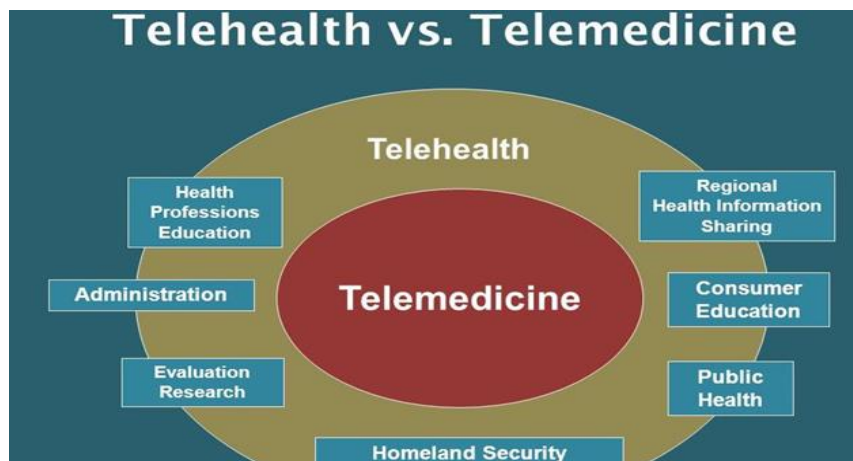 Telehealth vs. Telemedicine
Telehealth
Health
Professions
Education
Regional
Health Information
Sharing
Administration
Telemedicine
Consumer
Education
Evaluation
Research
Public
Health
Homeland Security